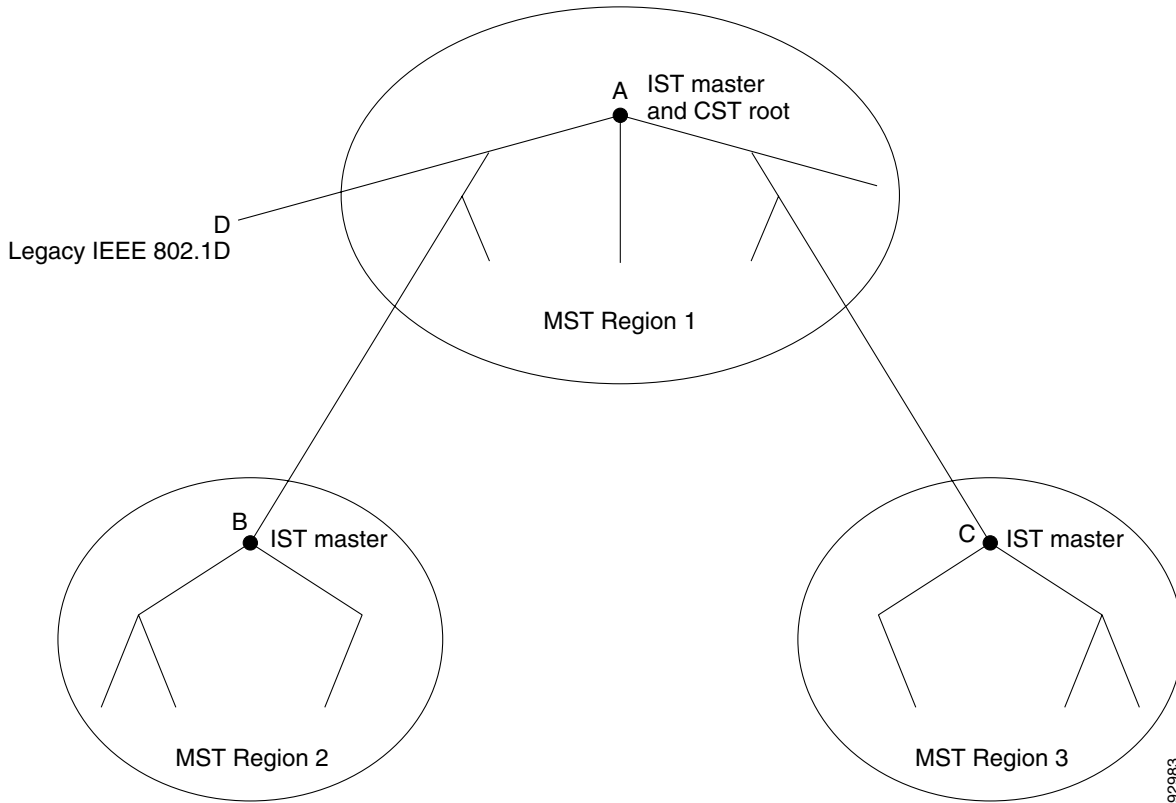 A
IST master
and CST root
D
Legacy IEEE 802.1D
MST Region 1
B
IST master
C
IST master
MST Region 2
MST Region 3
92983